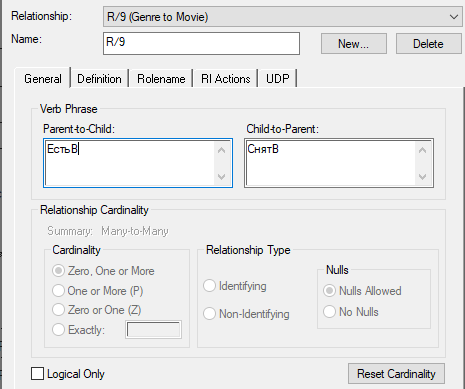 Relationship: R/9 (Genre to Movie)
Name: R/9 New... Delete
General Definition Rolename RI Actions UDP
Verb Phrase
Parent-to-Child: Child-to-Parent:
ЕстьВ СнятВ
Relationship Cardinality
Summary: Many-to-Many
Cardinality Relationship Type
Zero, One or More Identifying Nulls
One or More (P) Nulls Allowed
Zero or One (Z) Non-Identifying No Nulls
Exactly:
Logical Only Reset Cardinality